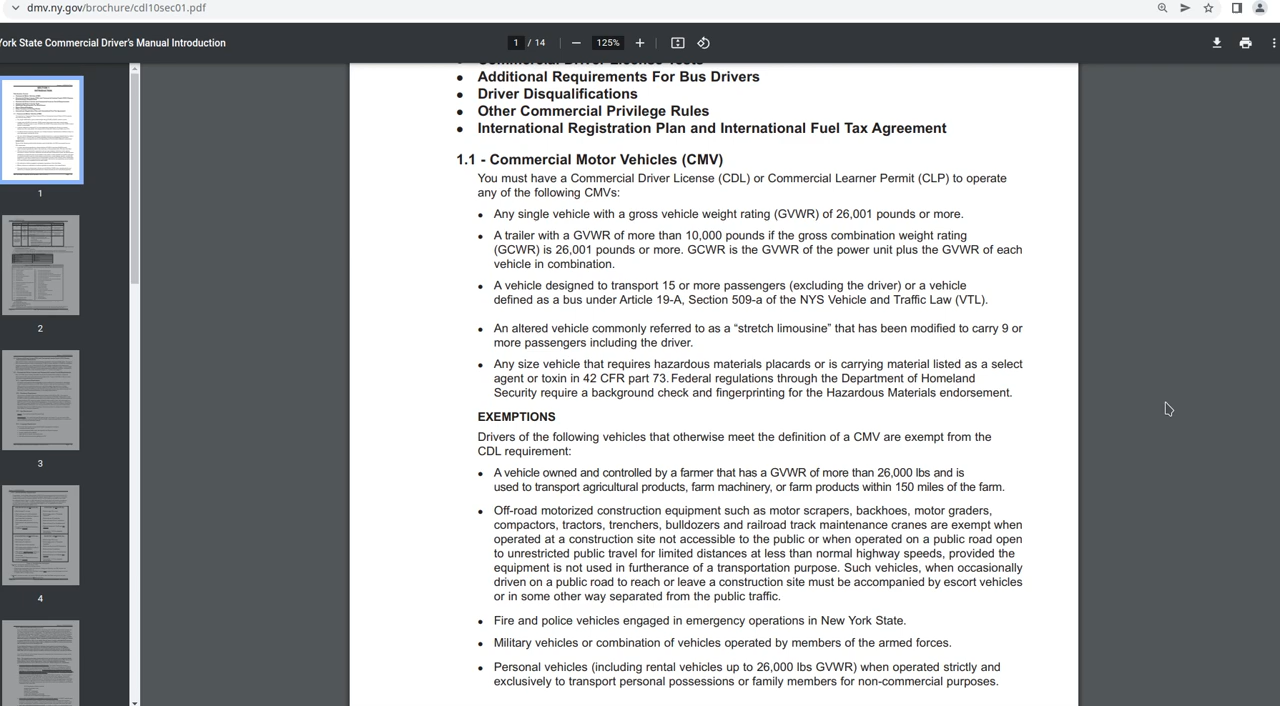 dmv.ny.gov/brochure/cdl10sec01.pdf
York State Commercial Driver's Manual Introduction
1 / 14
125%
Additional Requirements For Bus Drivers
Driver Disqualifications
Other Commercial Privilege Rules
International Registration Plan and International Fuel Tax Agreement
1.1 - Commercial Motor Vehicles (CMV)
You must have a Commercial Driver License (CDL) or Commercial Learner Permit (CLP) to operate
any of the following CMVs:
Any single vehicle with a gross vehicle weight rating (GVWR) of 26,001 pounds or more.
A trailer with a GVWR of more than 10,000 pounds if the gross combination weight rating
(GCWR) is 26,001 pounds or more. GCWR is the GVWR of the power unit plus the GVWR of each
vehicle in combination.
A vehicle designed to transport 15 or more passengers (excluding the driver) or a vehicle
defined as a bus under Article 19-A, Section 509-a of the NYS Vehicle and Traffic Law (VTL).
An altered vehicle commonly referred to as a “stretch limousine” that has been modified to carry 9 or
more passengers including the driver.
Any size vehicle that requires hazardous materials placards or is carrying material listed as a select
agent or toxin in 42 CFR part 73. Federal regulations through the Department of Homeland
Security require a background check and fingerprinting for the Hazardous Materials endorsement.
EXEMPTIONS
Drivers of the following vehicles that otherwise meet the definition of a CMV are exempt from the
CDL requirement:
A vehicle owned and controlled by a farmer that has a GVWR of more than 26,000 lbs and is
used to transport agricultural products, farm machinery, or farm products within 150 miles of the farm.
Off-road motorized construction equipment such as motor scrapers, backhoes, motor graders,
compactors, tractors, trenchers, bulldozers and railroad track maintenance cranes are exempt when
operated at a construction site not accessible to the public or when operated on a public road open
to unrestricted public travel for limited distances at less than normal highway speeds, provided the
equipment is not used in furtherance of a transportation purpose. Such vehicles, when occasionally
driven on a public road to reach or leave a construction site must be accompanied by escort vehicles
or in some other way separated from the public traffic.
Fire and police vehicles engaged in emergency operations in New York State.
Military vehicles or combination of vehicles operated by members of the armed forces.
Personal vehicles (including rental vehicles up to 26,000 lbs GVWR) when operated strictly and
exclusively to transport personal possessions or family members for non-commercial purposes.
1
2
3
4